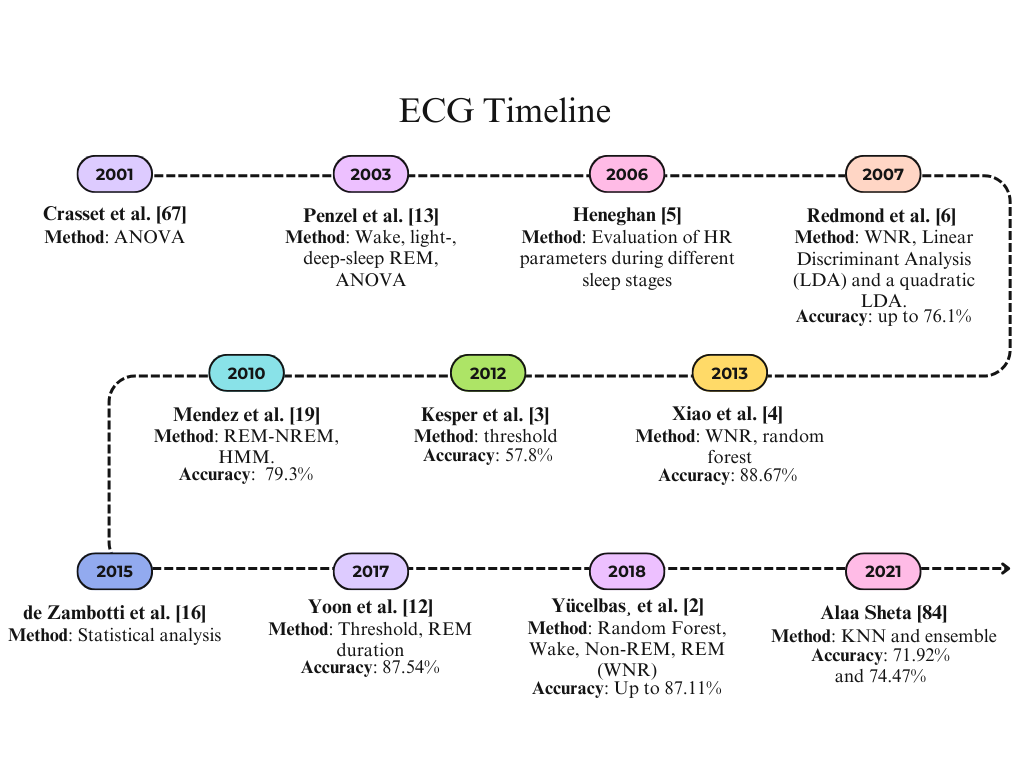 ECG Timeline
2001
Crasset et al. [67]
Method: ANOVA
2003
Penzel et al. [13]
Method: Wake, light-,
deep-sleep REM,
ANOVA
2006
Heneghan [5]
Method: Evaluation of HR
parameters during different
sleep stages
2007
Redmond et al. [6]
Method: WNR, Linear
Discriminant Analysis
(LDA) and a quadratic
LDA.
Accuracy: up to 76.1%
2010
Mendez et al. [19]
Method: REM-NREM,
HMM.
Accuracy: 79.3%
2012
Kesper et al. [3]
Method: threshold
Accuracy: 57.8%
2013
Xiao et al. [4]
Method: WNR, random
forest
Accuracy: 88.67%
2015
de Zambotti et al. [16]
Method: Statistical analysis
2017
Yoon et al. [12]
Method: Threshold, REM
duration
Accuracy: 87.54%
2018
Yücelbas¸ et al. [2]
Method: Random Forest,
Wake, Non-REM, REM
(WNR)
Accuracy: Up to 87.11%
2021
Alaa Sheta [84]
Method: KNN and ensemble
Accuracy: 71.92%
and 74.47%